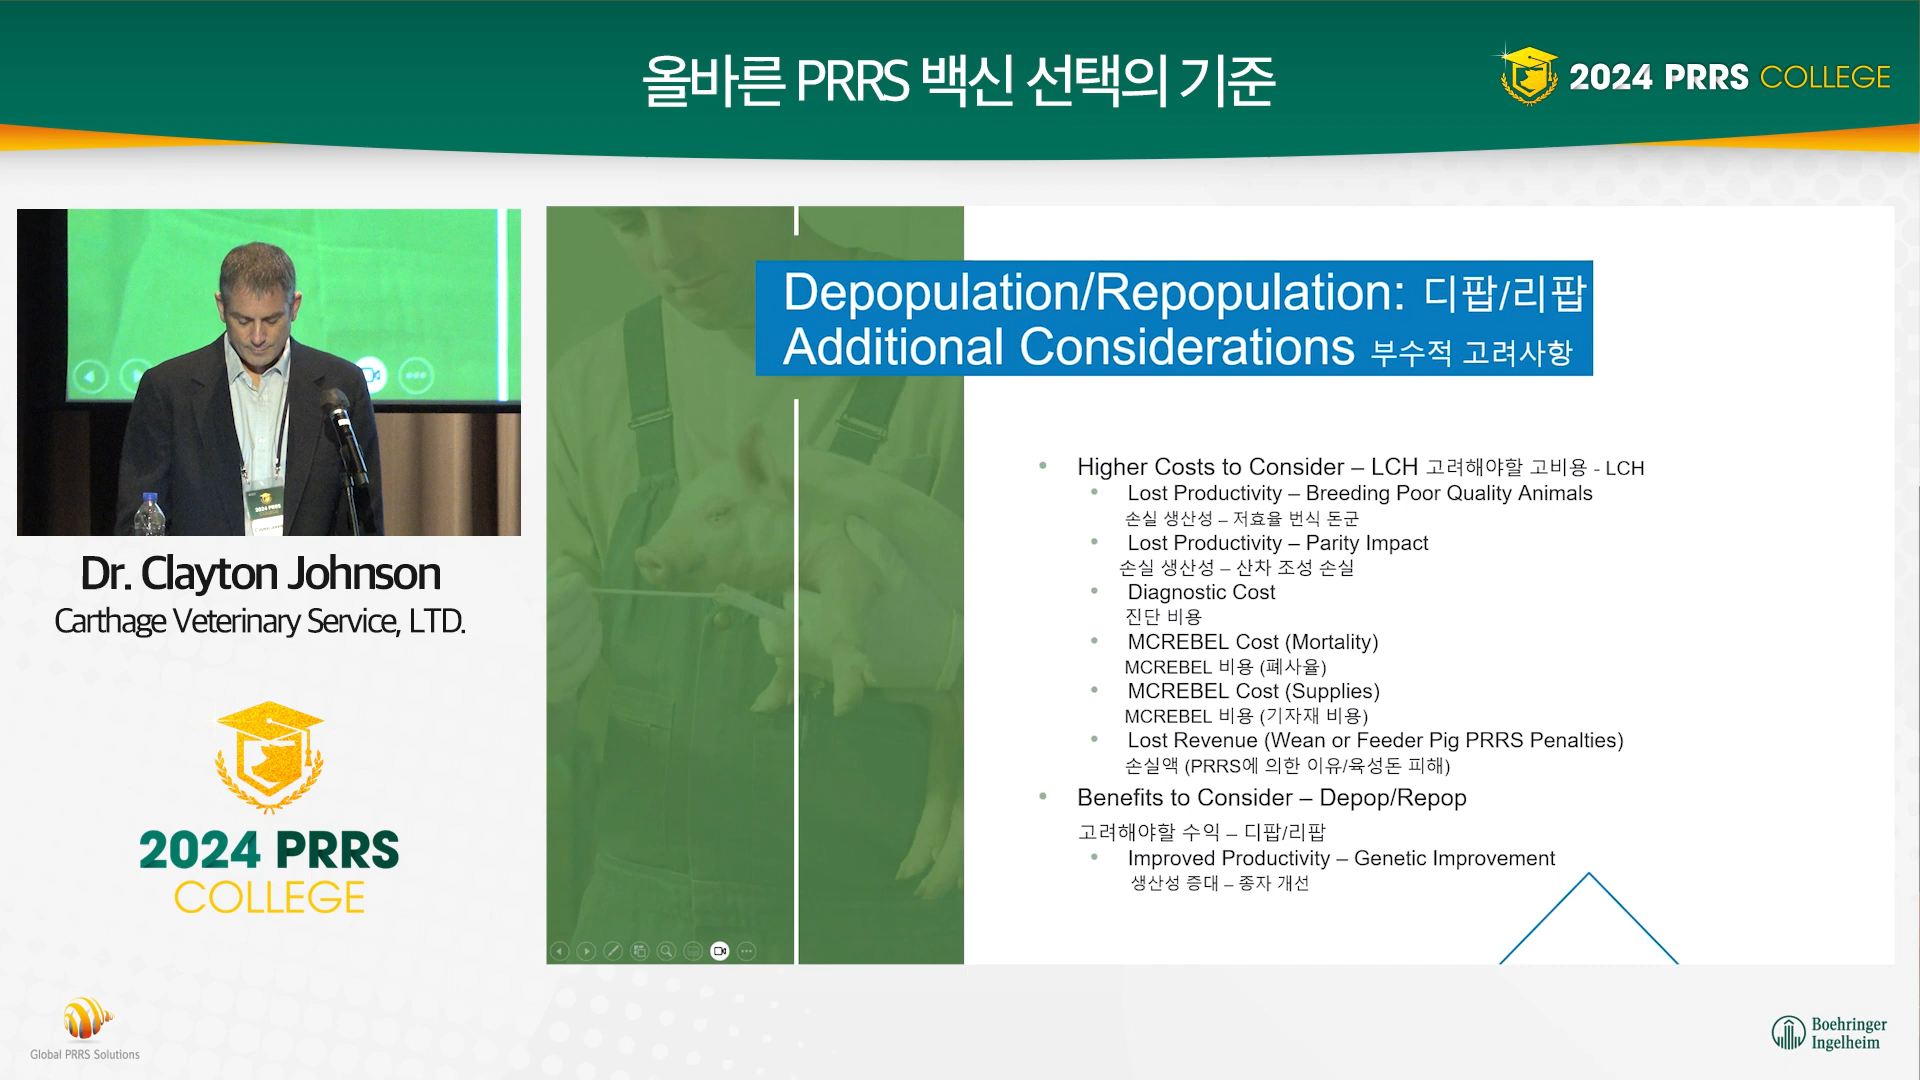 올바른 PRRS 백신 선택의 기준
2024 PRRS COLLEGE
Depopulation/Repopulation: 디팝/리팝
Additional Considerations 부수적 고려사항
Higher Costs to Consider – LCH 고려해야할 고비용 - LCH
Lost Productivity – Breeding Poor Quality Animals
손실 생산성 – 저효율 번식 돈군
Lost Productivity – Parity Impact
손실 생산성 – 산차 조성 손실
Diagnostic Cost
진단 비용
MCREBEL Cost (Mortality)
MCREBEL 비용 (폐사율)
MCREBEL Cost (Supplies)
MCREBEL 비용 (기자재 비용)
Lost Revenue (Wean or Feeder Pig PRRS Penalties)
손실액 (PRRS에 의한 이유/육성돈 피해)
Benefits to Consider – Depop/Repop
고려해야할 수익 – 디팝/리팝
Improved Productivity – Genetic Improvement
생산성 증대 – 종자 개선
Dr. Clayton Johnson
Carthage Veterinary Service, LTD.
2024 PRRS
COLLEGE
Global PRRS Solutions
Boehringer
Ingelheim